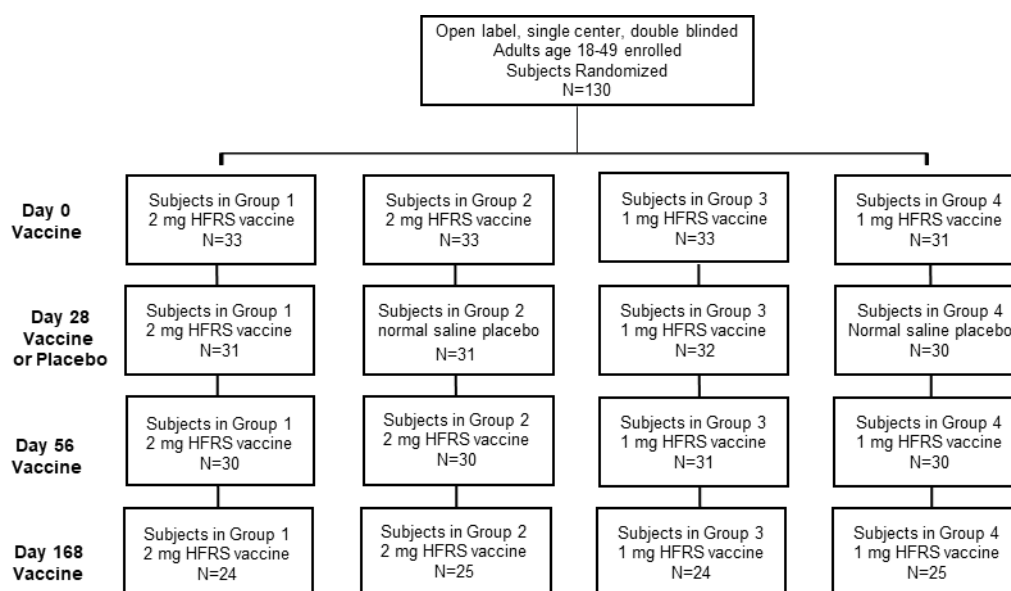 Open label, single center, double blinded
Adults age 18-49 enrolled
Subjects Randomized
N=130
Day 0
Vaccine
Subjects in Group 1
2 mg HFRS vaccine
N=33
Subjects in Group 2
2 mg HFRS vaccine
N=33
Subjects in Group 3
1 mg HFRS vaccine
N=33
Subjects in Group 4
1 mg HFRS vaccine
N=31
Day 28
Vaccine
or Placebo
Subjects in Group 1
2 mg HFRS vaccine
N=31
Subjects in Group 2
normal saline placebo
N=31
Subjects in Group 3
1 mg HFRS vaccine
N=32
Subjects in Group 4
Normal saline placebo
N=30
Day 56
Vaccine
Subjects in Group 1
2 mg HFRS vaccine
N=30
Subjects in Group 2
2 mg HFRS vaccine
N=30
Subjects in Group 3
1 mg HFRS vaccine
N=31
Subjects in Group 4
1 mg HFRS vaccine
N=30
Day 168
Vaccine
Subjects in Group 1
2 mg HFRS vaccine
N=24
Subjects in Group 2
2 mg HFRS vaccine
N=25
Subjects in Group 3
1 mg HFRS vaccine
N=24
Subjects in Group 4
1 mg HFRS vaccine
N=25